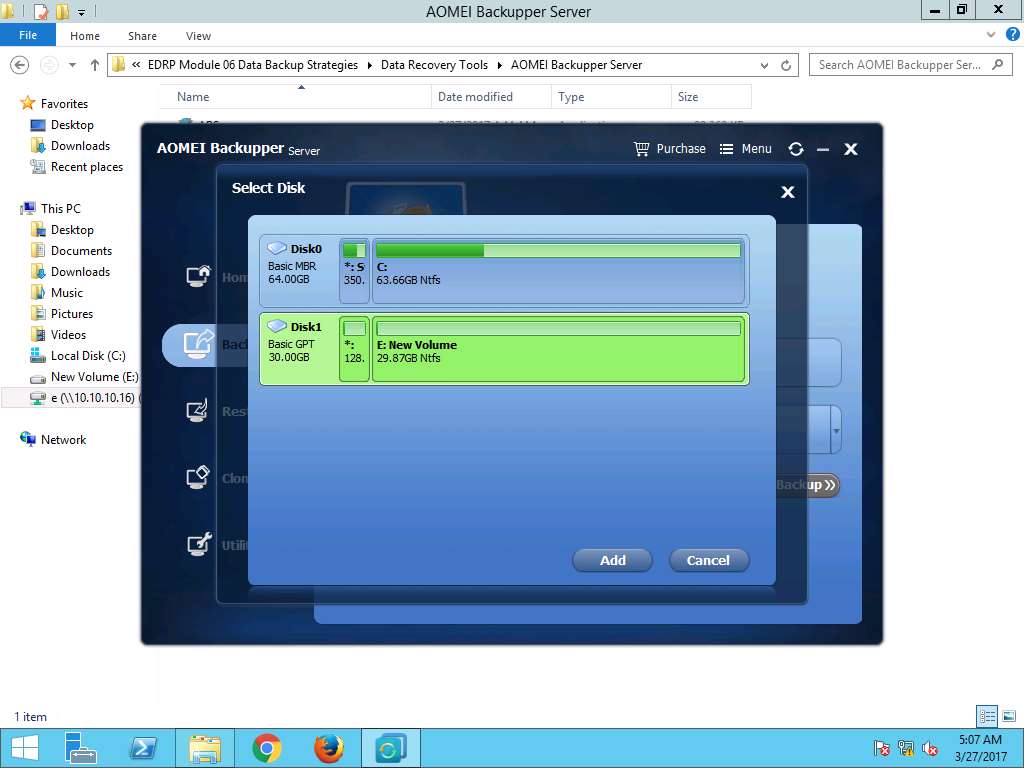 AOMEI Backupper Server
File Home Share View
« EDRP Module 06 Data Backup Strategies Data Recovery Tools AOMEI Backupper Server
Search AOMEI Backupper Ser...
Name Date modified Type Size
Favorites
Desktop
Downloads
Recent places
This PC
Desktop
Documents
Downloads
Music
Pictures
Videos
Local Disk (C:)
New Volume (E:)
e (\\10.10.10.16) (
Network
AOMEI Backupper Server
Purchase Menu
Select Disk
Disk0
Basic MBR
64.00GB
*: S
350.
C:
63.66GB Ntfs
Disk1
Basic GPT
30.00GB
*:
128.
E: New Volume
29.87GB Ntfs
Hom
Back
Rest
Clon
Utilit
Backup
Add Cancel
1 item
5:07 AM
3/27/2017